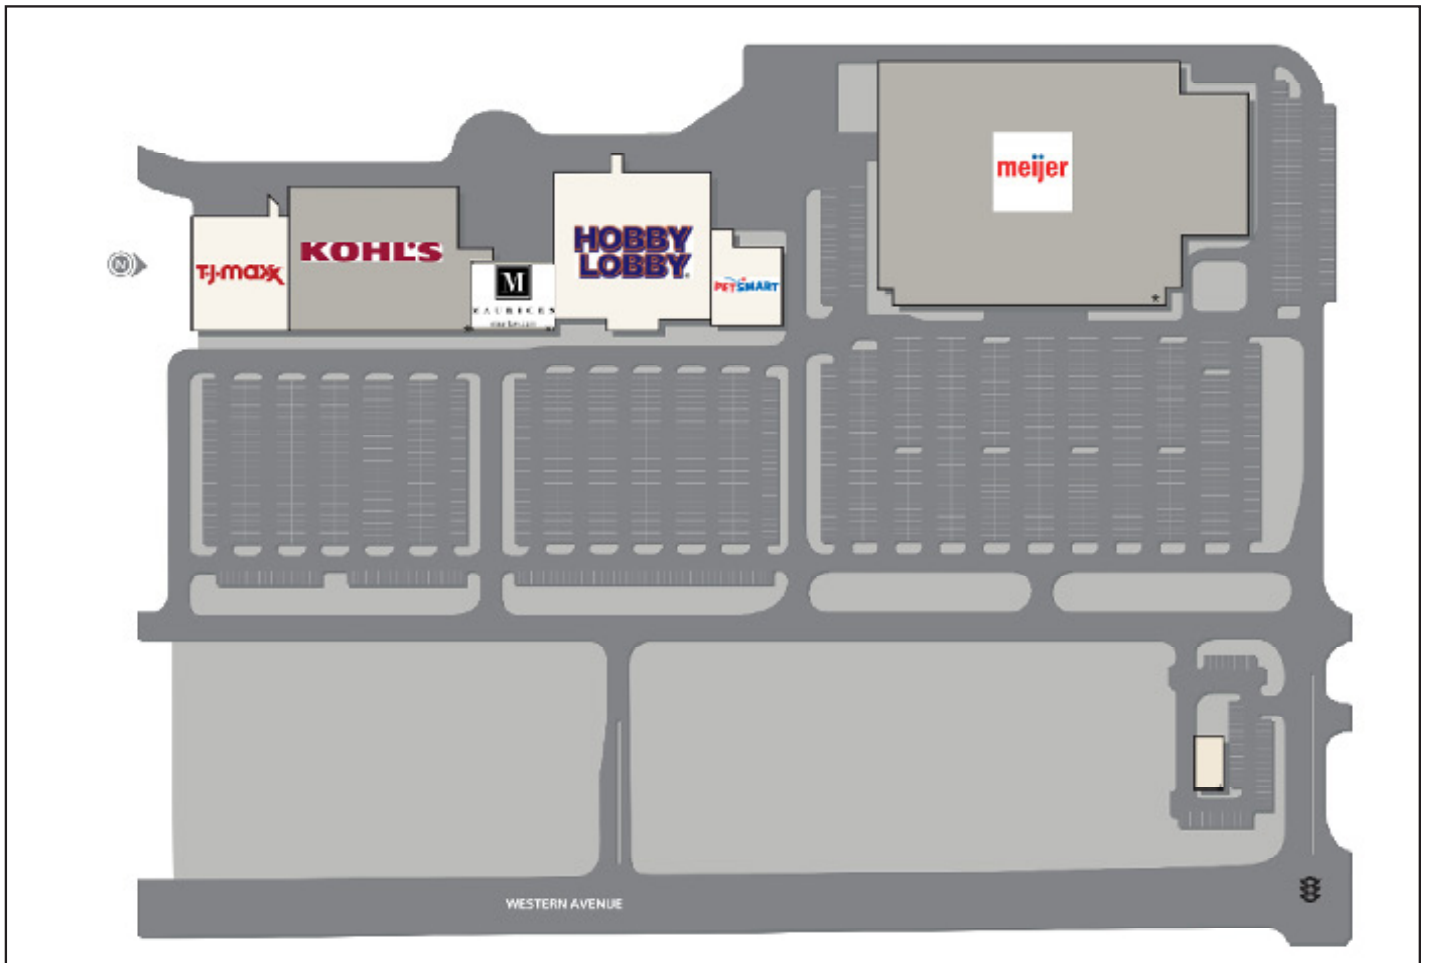 meijer
HOBBY
LOBBY
KOHL'S
T·J·maxx
PETSMART
M
MAURICES
N
WESTERN AVENUE